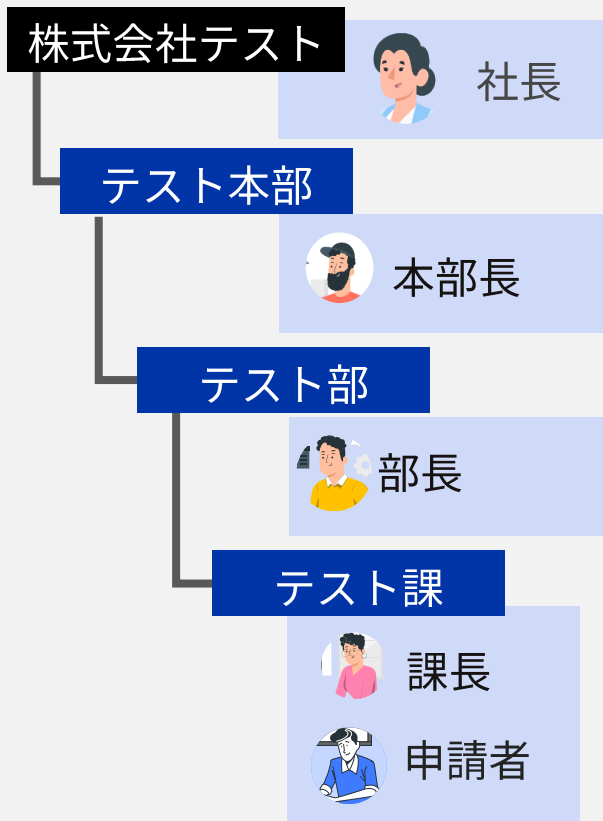 株式会社テスト
社長
テスト本部
本部長
テスト部
部長
テスト課
課長
申請者